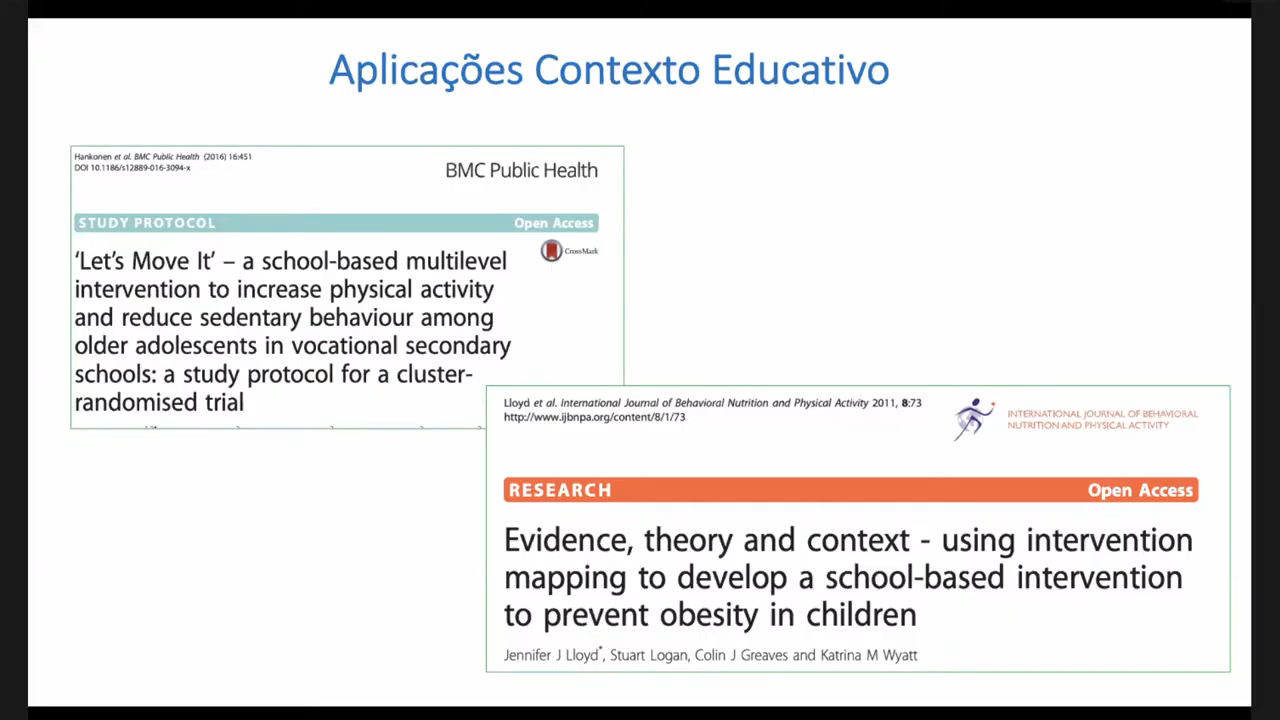 Aplicações Contexto Educativo
Hankonen et al. BMC Public Health (2016) 16:451
DOI 10.1186/s12889-016-3094-x
BMC Public Health
STUDY PROTOCOL
Open Access
CrossMark
‘Let’s Move It’ – a school-based multilevel
intervention to increase physical activity
and reduce sedentary behaviour among
older adolescents in vocational secondary
schools: a study protocol for a cluster-
randomised trial
Lloyd et al. International Journal of Behavioral Nutrition and Physical Activity 2011, 8:73
http://www.ijbnpa.org/content/8/1/73
INTERNATIONAL JOURNAL OF BEHAVIORAL
NUTRITION AND PHYSICAL ACTIVITY
RESEARCH
Open Access
Evidence, theory and context - using intervention
mapping to develop a school-based intervention
to prevent obesity in children
Jennifer J Lloyd*, Stuart Logan, Colin J Greaves and Katrina M Wyatt